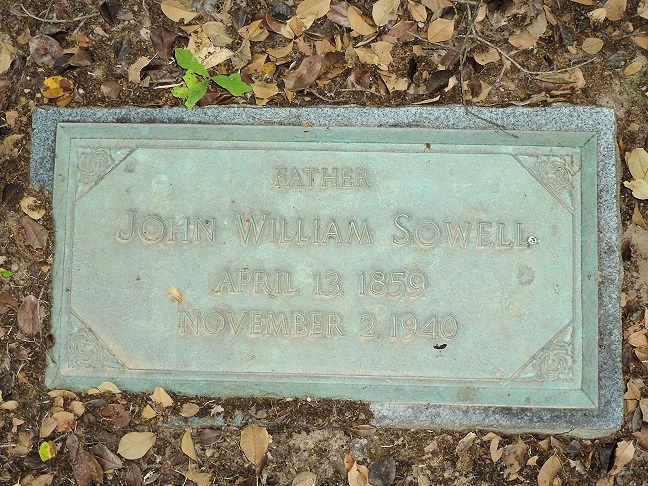 FATHER
JOHN WILLIAM SOWELL
APRIL 13, 1859
NOVEMBER 2, 1940